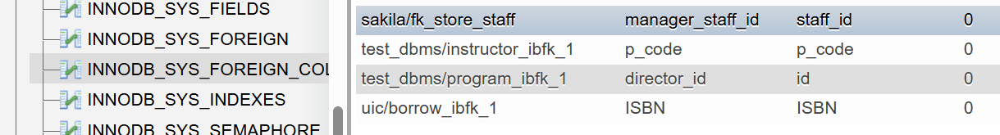 INNODB_SYS_FIELDS
INNODB_SYS_FOREIGN
INNODB_SYS_FOREIGN_COL
INNODB_SYS_INDEXES
INNODB_SYS_SEMAPHORE
sakila/fk_store_staff manager_staff_id staff_id 0
test_dbms/instructor_ibfk_1 p_code p_code 0
test_dbms/program_ibfk_1 director_id id 0
uic/borrow_ibfk_1 ISBN ISBN 0